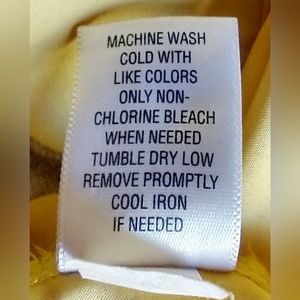 MACHINE WASH
COLD WITH
LIKE COLORS
ONLY NON-
CHLORINE BLEACH
WHEN NEEDED
TUMBLE DRY LOW
REMOVE PROMPTLY
COOL IRON
IF NEEDED